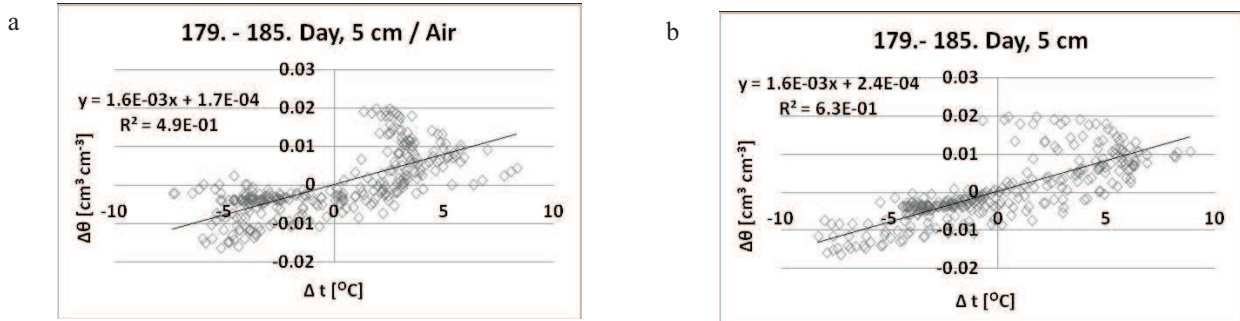 a
179. - 185. Day, 5 cm / Air
0.03
y = 1.6E-03x + 1.7E-04
0.02
R² = 4.9E-01
0.01
0
-10 -5 0 5 10
-0.01
-0.02
Δθ [cm³ cm⁻³]
Δ t [ᴼC]
b
179.- 185. Day, 5 cm
0.03
y = 1.6E-03x + 2.4E-04
0.02
R² = 6.3E-01
0.01
0
-10 -5 0 5 10
-0.01
-0.02
Δθ [cm³ cm⁻³]
Δ t [ᴼC]